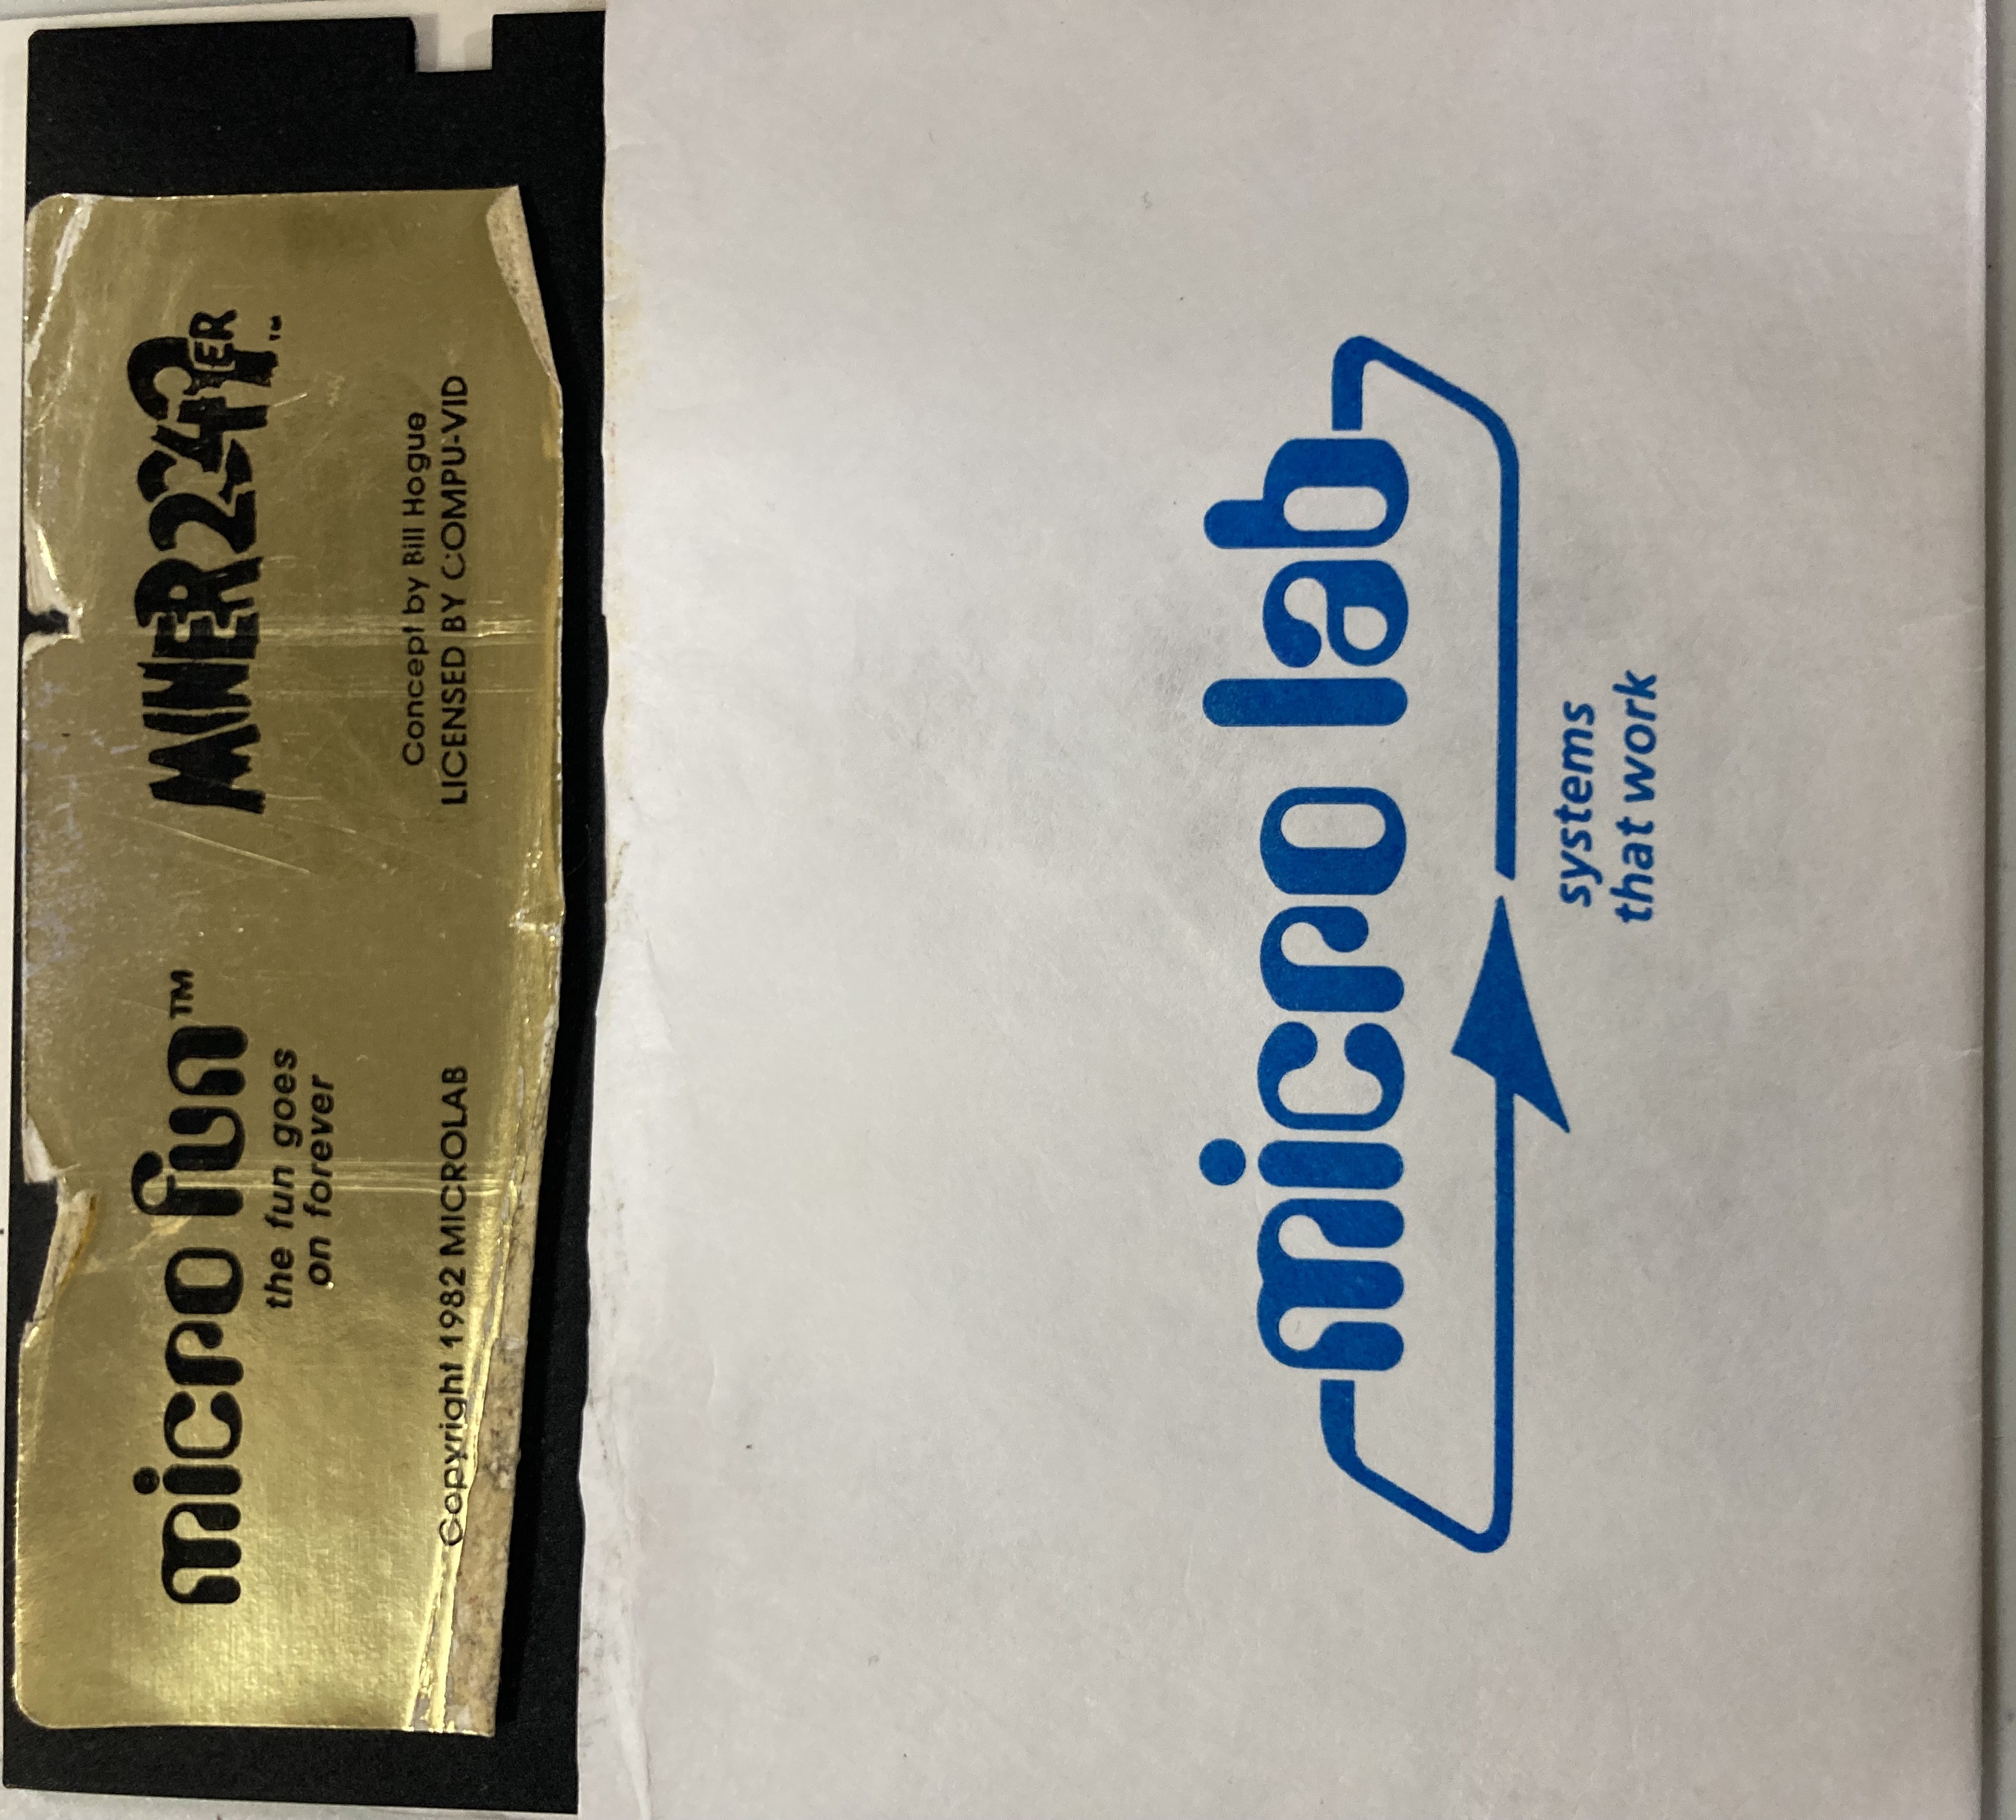 micro fun™
the fun goes
on forever
Copyright 1982 MICROLAB
MINER 2049ER™
Concept by Bill Hogue
LICENSED BY COMPU-VID
micro lab
systems
that work